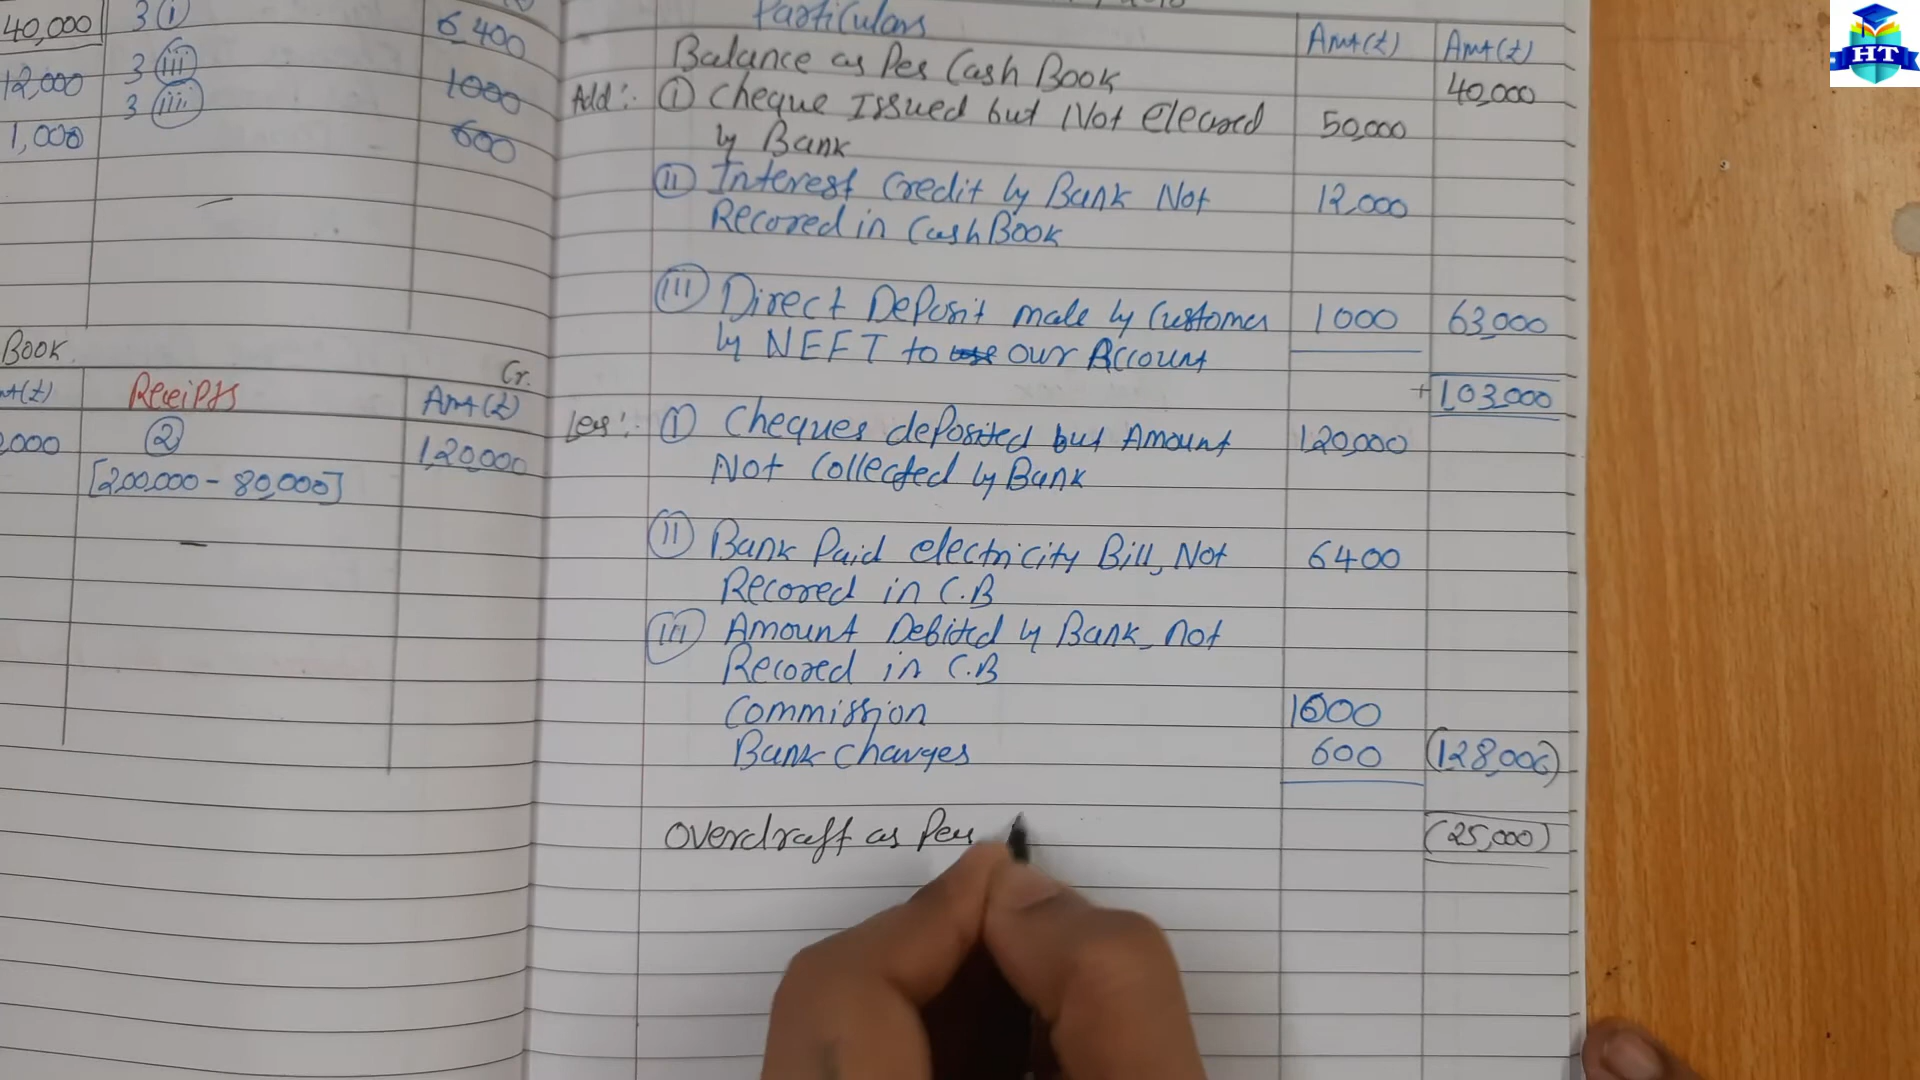 40,000 3 (i) 6,400
12,000 3 (iii) 1000
3 (iiii)
1,000 600
Book
Cr.
Amt(₹) Receipts Amt(₹)
,000 (2) 1,20,000
[200,000 - 80,000]
Particulars Amt(₹) Amt(₹)
Balance as Per Cash Book 40,000
Add:- (i) Cheque Issued but Not Cleared 50,000
by Bank
(ii) Interest Credit by Bank Not 12,000
Recored in Cash Book
(iii) Direct Deposit made by Customer 1000 63,000
by NEFT to our Account
+1,03,000
Less:- (i) Cheques deposited but Amount 1,20,000
Not Collected by Bank
(ii) Bank Paid electricity Bill, Not 6400
Recored in C.B
(iii) Amount Debited by Bank, not
Recored in C.B
Commission 1000
Bank Charges 600 (1,28,000)
Overdraft as Per (25,000)
HT